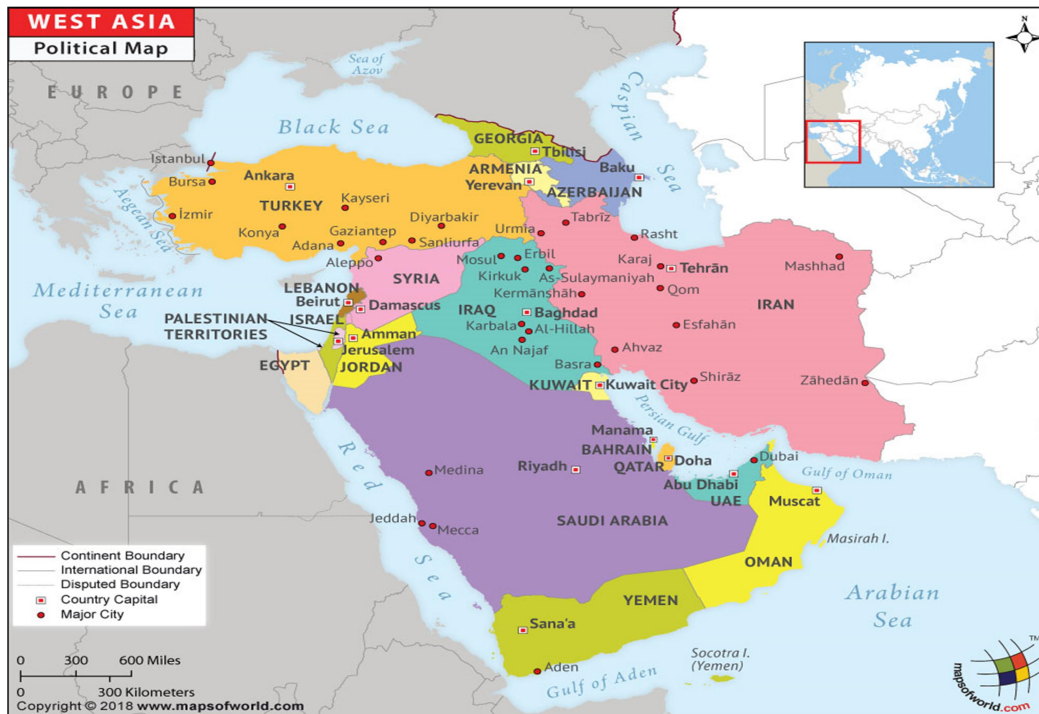 WEST ASIA
Political Map
N
EUROPE
Sea of
Azov
Black Sea
Caspian
Sea
GEORGIA
Tbilisi
Istanbul
Bursa
Ankara
ARMENIA
Yerevan
Baku
AZERBAIJAN
TURKEY
Kayseri
İzmir
Aegean Sea
Konya
Diyarbakir
Gaziantep
Adana
Sanliurfa
Urmia
Tabrīz
Rasht
Aleppo
Mosul
Erbil
Kirkuk
As-Sulaymaniyah
Karaj
Tehrān
Mashhad
SYRIA
Mediterranean
Sea
LEBANON
Beirut
Damascus
Kermānshāh
Qom
IRAN
ISRAEL
PALESTINIAN
TERRITORIES
IRAQ
Baghdad
Karbala
Al-Hillah
An Najaf
Esfahān
Amman
Jerusalem
JORDAN
EGYPT
Ahvaz
Basra
KUWAIT
Kuwait City
Shirāz
Zāhedān
Persian Gulf
Manama
BAHRAIN
QATAR
Doha
Dubai
Gulf of Oman
Abu Dhabi
UAE
Muscat
Red
Sea
Medina
Riyadh
AFRICA
Jeddah
Mecca
SAUDI ARABIA
Masirah I.
OMAN
Arabian
Sea
YEMEN
Sana'a
Aden
Gulf of Aden
Socotra I.
(Yemen)
Continent Boundary
International Boundary
Disputed Boundary
Country Capital
Major City
0 300 600 Miles
0 300 Kilometers
Copyright © 2018 www.mapsofworld.com
mapsofworld.com
TM